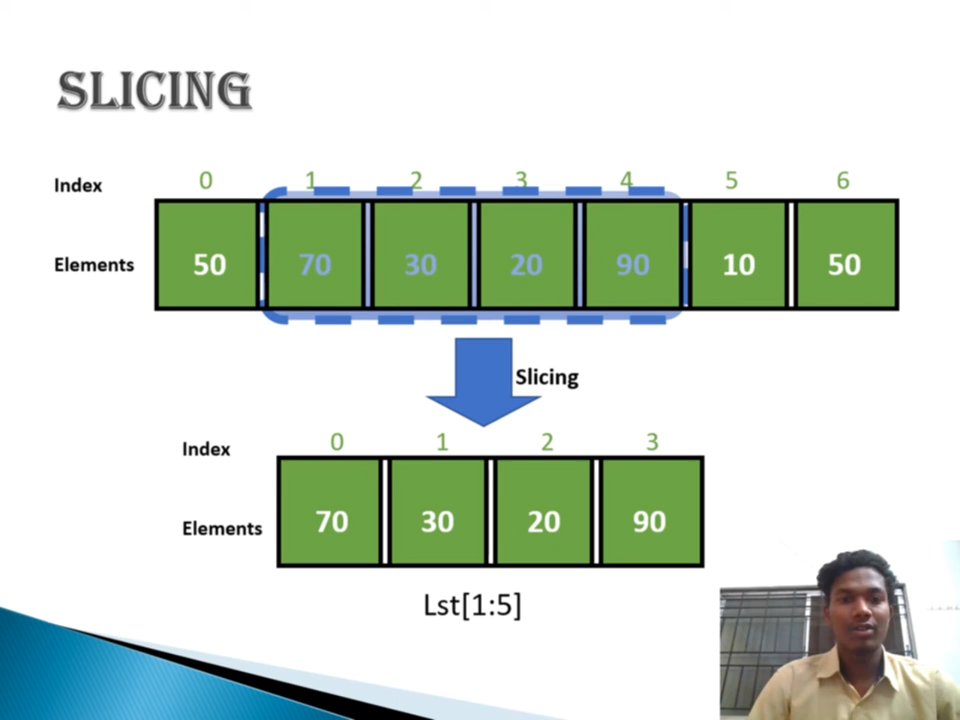 SLICING
Index 0 1 2 3 4 5 6
Elements 50 70 30 20 90 10 50
Slicing
Index 0 1 2 3
Elements 70 30 20 90
Lst[1:5]